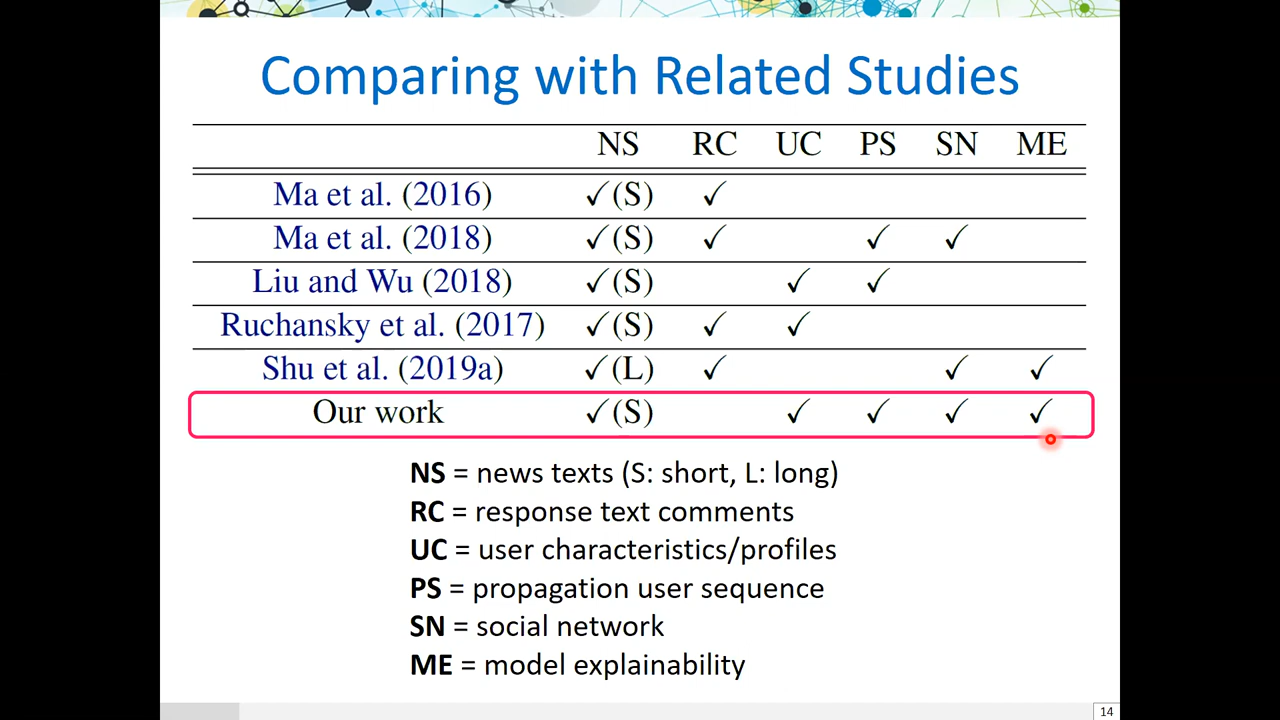 Comparing with Related Studies
NS RC UC PS SN ME
Ma et al. (2016) ✓(S) ✓
Ma et al. (2018) ✓(S) ✓ ✓ ✓
Liu and Wu (2018) ✓(S) ✓ ✓
Ruchansky et al. (2017) ✓(S) ✓ ✓
Shu et al. (2019a) ✓(L) ✓ ✓ ✓
Our work ✓(S) ✓ ✓ ✓ ✓
NS = news texts (S: short, L: long)
RC = response text comments
UC = user characteristics/profiles
PS = propagation user sequence
SN = social network
ME = model explainability
14